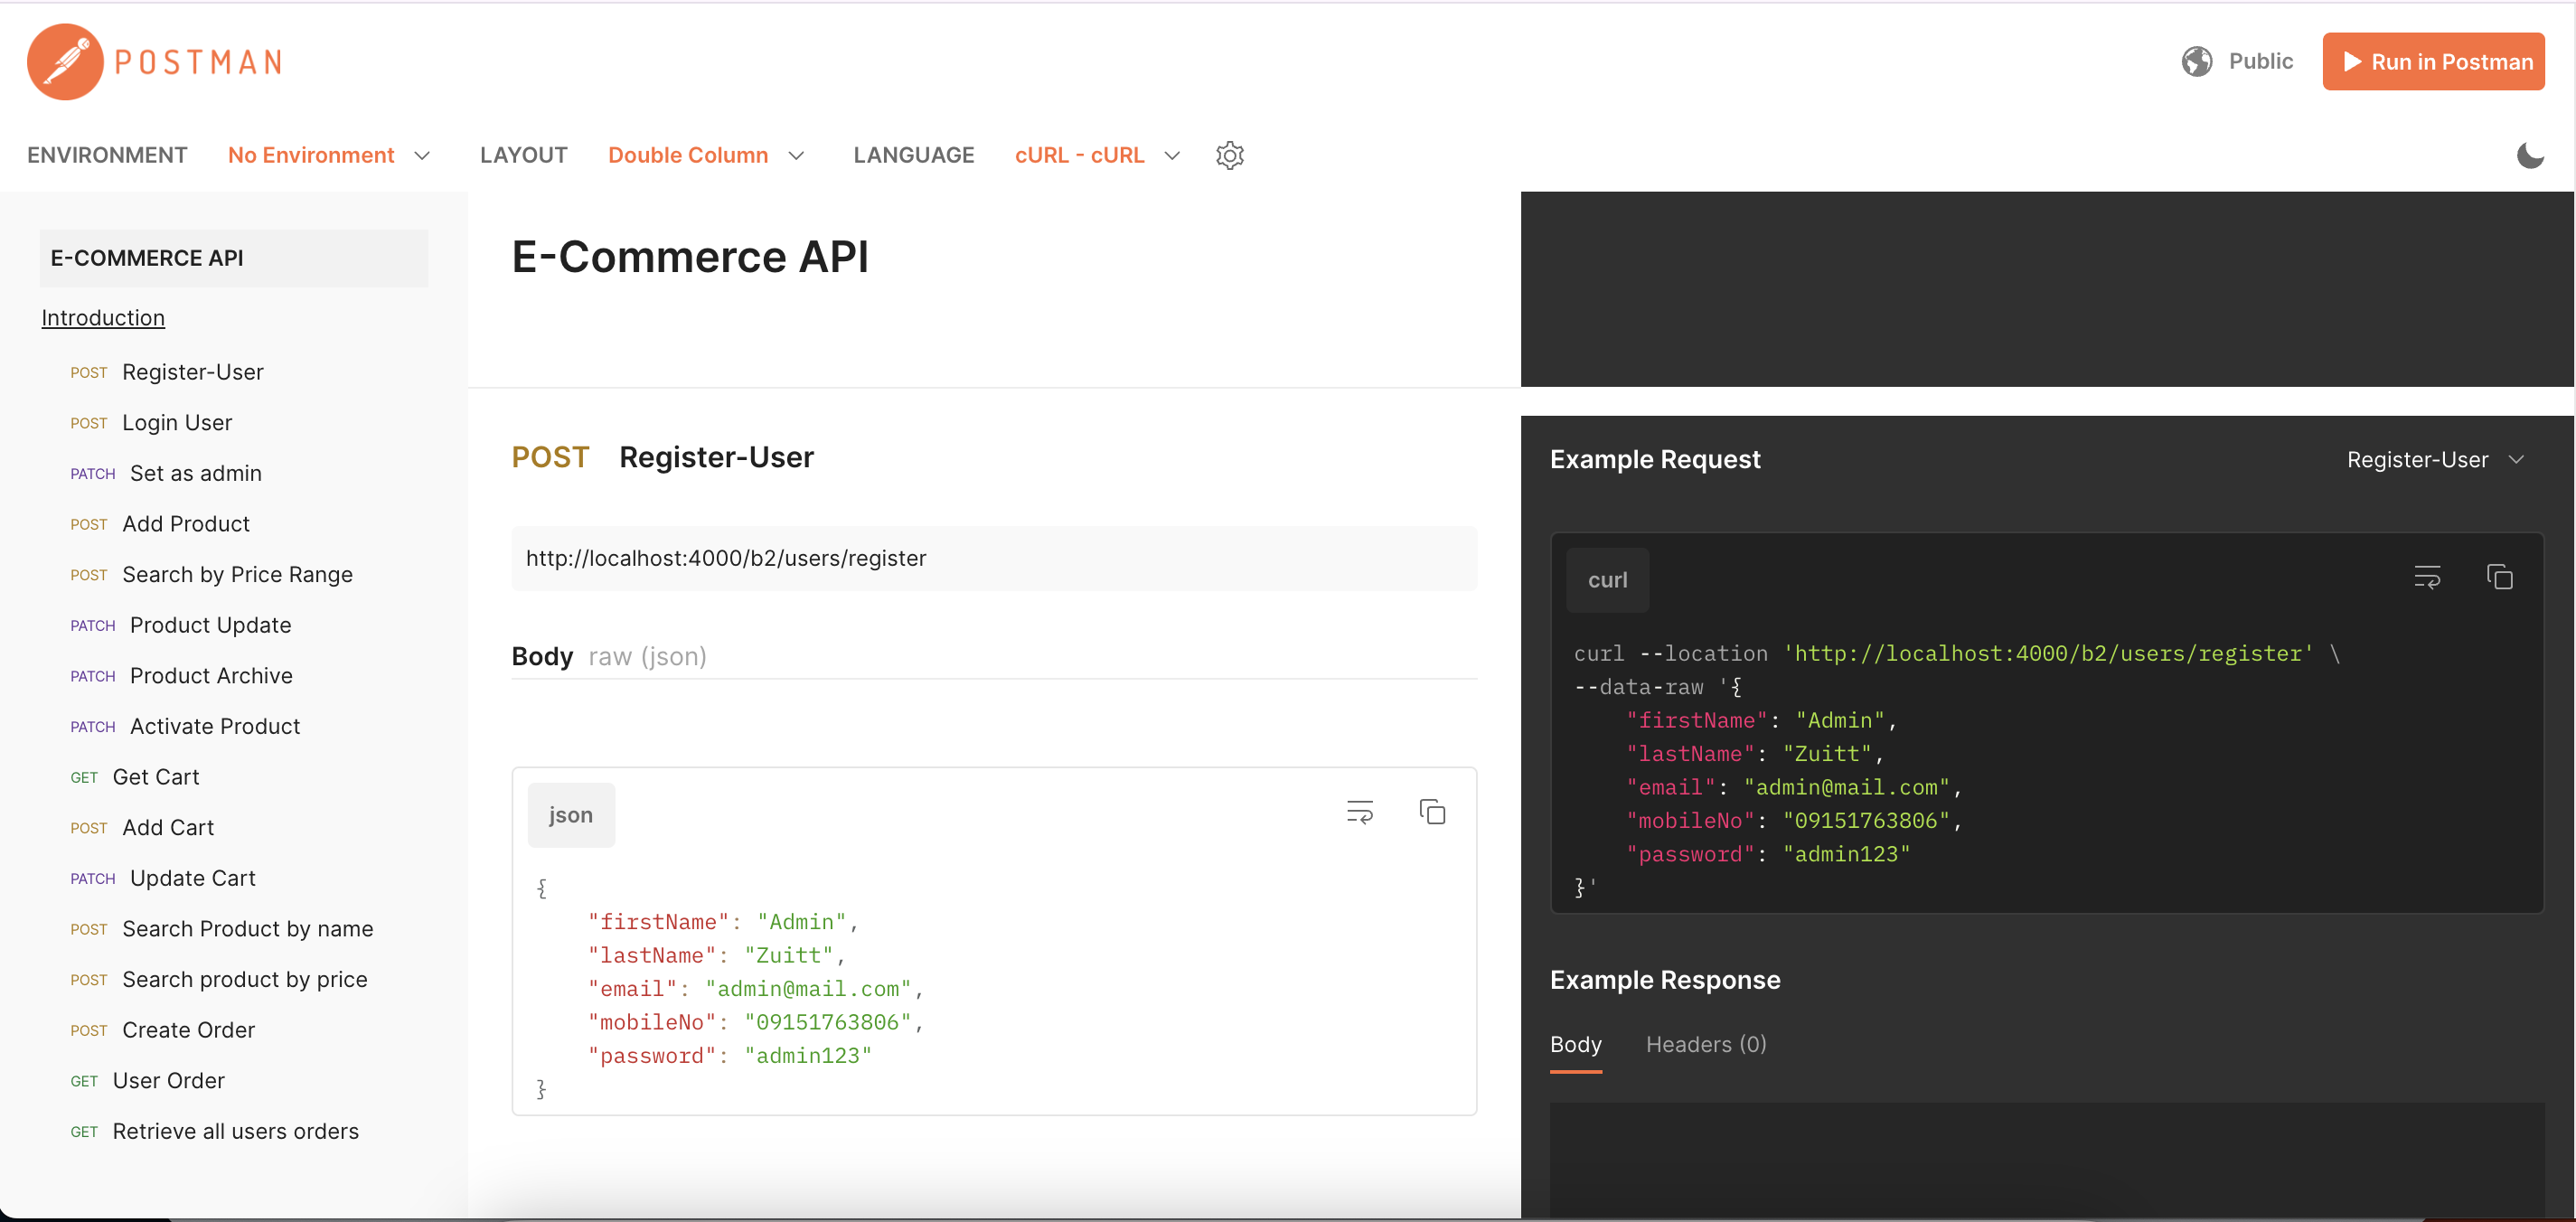 POSTMAN
Public
Run in Postman
ENVIRONMENT No Environment LAYOUT Double Column LANGUAGE cURL - cURL
E-COMMERCE API
Introduction
POST Register-User
POST Login User
PATCH Set as admin
POST Add Product
POST Search by Price Range
PATCH Product Update
PATCH Product Archive
PATCH Activate Product
GET Get Cart
POST Add Cart
PATCH Update Cart
POST Search Product by name
POST Search product by price
POST Create Order
GET User Order
GET Retrieve all users orders
E-Commerce API
POST Register-User
http://localhost:4000/b2/users/register
Body raw (json)
json
{
"firstName": "Admin",
"lastName": "Zuitt",
"email": "admin@mail.com",
"mobileNo": "09151763806",
"password": "admin123"
}
Example Request
Register-User
curl
curl --location 'http://localhost:4000/b2/users/register' \
--data-raw '{
"firstName": "Admin",
"lastName": "Zuitt",
"email": "admin@mail.com",
"mobileNo": "09151763806",
"password": "admin123"
}'
Example Response
Body Headers (0)